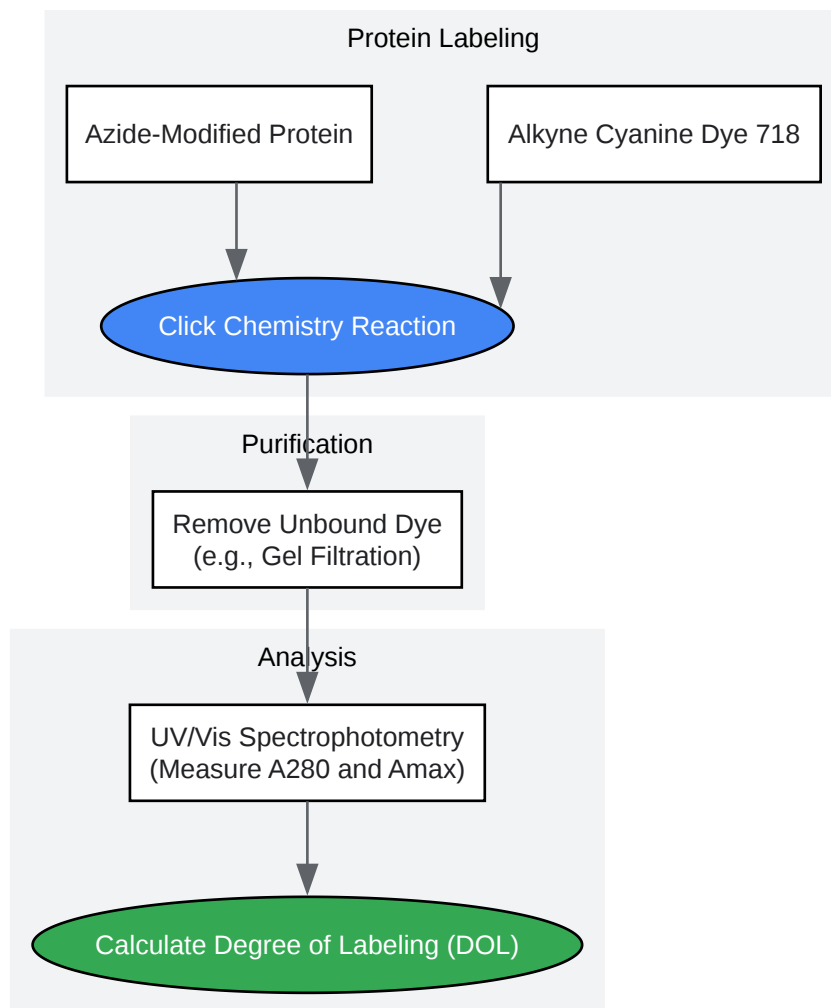 Protein Labeling
Azide-Modified Protein
Alkyne Cyanine Dye 718
Click Chemistry Reaction
Purification
Remove Unbound Dye
(e.g., Gel Filtration)
Analysis
UV/Vis Spectrophotometry
(Measure A280 and Amax)
Calculate Degree of Labeling (DOL)